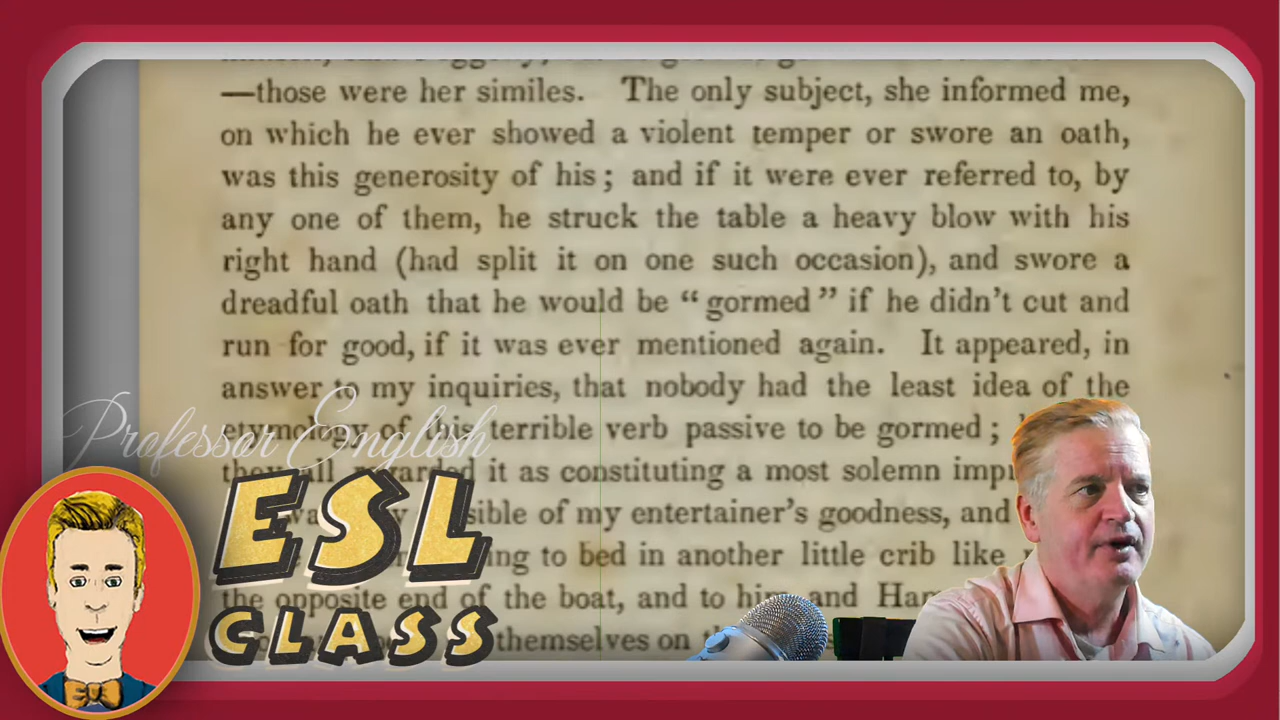 —those were her similes. The only subject, she informed me,
on which he ever showed a violent temper or swore an oath,
was this generosity of his; and if it were ever referred to, by
any one of them, he struck the table a heavy blow with his
right hand (had split it on one such occasion), and swore a
dreadful oath that he would be “gormed” if he didn’t cut and
run for good, if it was ever mentioned again. It appeared, in
answer to my inquiries, that nobody had the least idea of the
etymology of this terrible verb passive to be gormed;
they all regarded it as constituting a most solemn
of my entertainer’s goodness, and
to bed in another little crib like
the opposite end of the boat, and to him and
themselves on
Professor English
ESL
CLASS